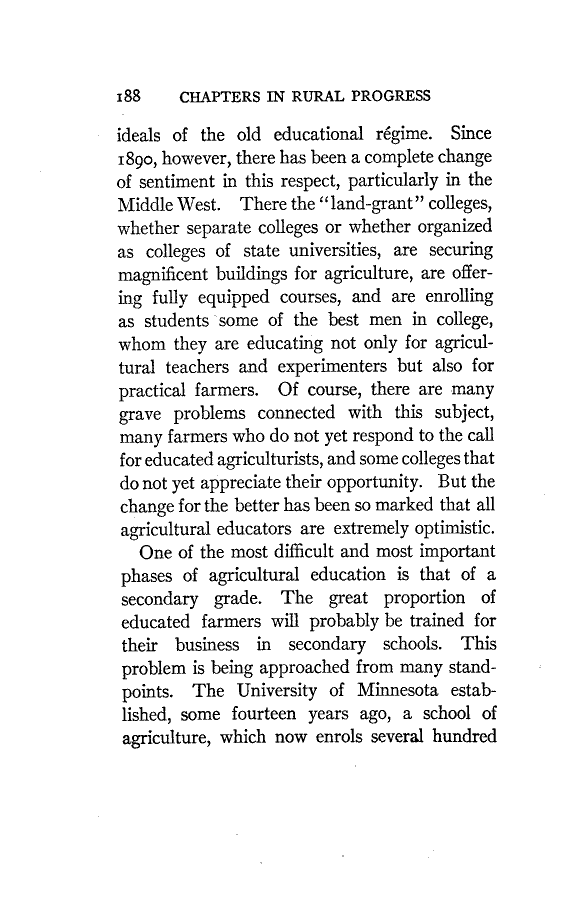 188 CHAPTERS IN RURAL PROGRESS
ideals of the old educational régime. Since
1890, however, there has been a complete change
of sentiment in this respect, particularly in the
Middle West. There the "land-grant" colleges,
whether separate colleges or whether organized
as colleges of state universities, are securing
magnificent buildings for agriculture, are offer-
ing fully equipped courses, and are enrolling
as students some of the best men in college,
whom they are educating not only for agricul-
tural teachers and experimenters but also for
practical farmers. Of course, there are many
grave problems connected with this subject,
many farmers who do not yet respond to the call
for educated agriculturists, and some colleges that
do not yet appreciate their opportunity. But the
change for the better has been so marked that all
agricultural educators are extremely optimistic.
One of the most difficult and most important
phases of agricultural education is that of a
secondary grade. The great proportion of
educated farmers will probably be trained for
their business in secondary schools. This
problem is being approached from many stand-
points. The University of Minnesota estab-
lished, some fourteen years ago, a school of
agriculture, which now enrols several hundred